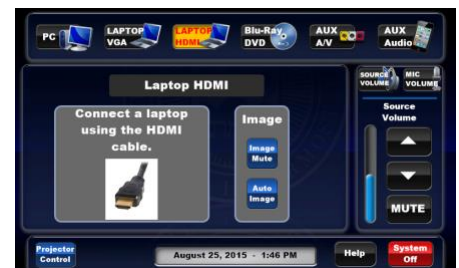 PC
LAPTOP
VGA
LAPTOP
HDMI
Blu-Ray
DVD
AUX
A/V
AUX
Audio
Laptop HDMI
Connect a laptop
using the HDMI
cable.
Image
Image
Mute
Auto
Image
SOURCE
VOLUME
MIC
VOLUME
Source
Volume
MUTE
Projector
Control
August 25, 2015 - 1:46 PM
Help
System
Off